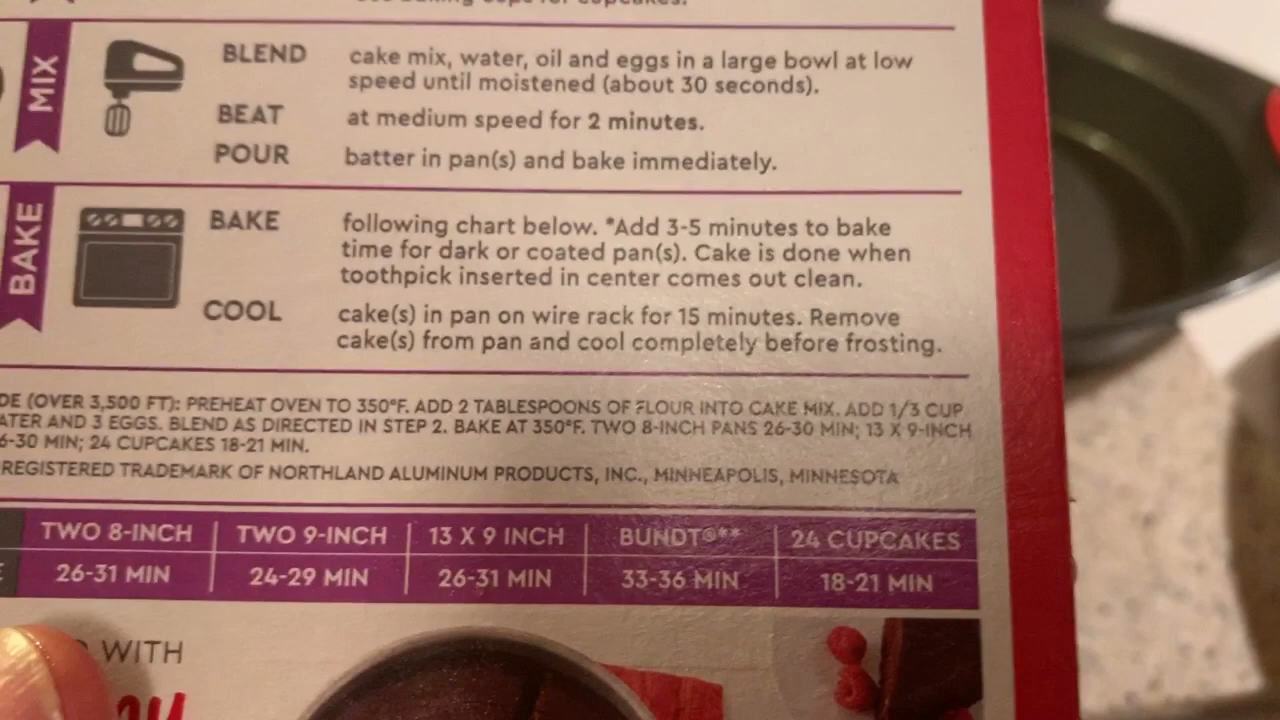 MIX
BLEND cake mix, water, oil and eggs in a large bowl at low
speed until moistened (about 30 seconds).
BEAT at medium speed for 2 minutes.
POUR batter in pan(s) and bake immediately.
BAKE
BAKE following chart below. *Add 3-5 minutes to bake
time for dark or coated pan(s). Cake is done when
toothpick inserted in center comes out clean.
COOL cake(s) in pan on wire rack for 15 minutes. Remove
cake(s) from pan and cool completely before frosting.
(OVER 3,500 FT): PREHEAT OVEN TO 350°F. ADD 2 TABLESPOONS OF FLOUR INTO CAKE MIX. ADD 1/3 CUP
AND 3 EGGS. BLEND AS DIRECTED IN STEP 2. BAKE AT 350°F. TWO 8-INCH PANS 26-30 MIN; 13 X 9-INCH
6-30 MIN; 24 CUPCAKES 18-21 MIN.
REGISTERED TRADEMARK OF NORTHLAND ALUMINUM PRODUCTS, INC., MINNEAPOLIS, MINNESOTA
TWO 8-INCH TWO 9-INCH 13 X 9 INCH BUNDT®** 24 CUPCAKES
26-31 MIN 24-29 MIN 26-31 MIN 33-36 MIN 18-21 MIN
WITH